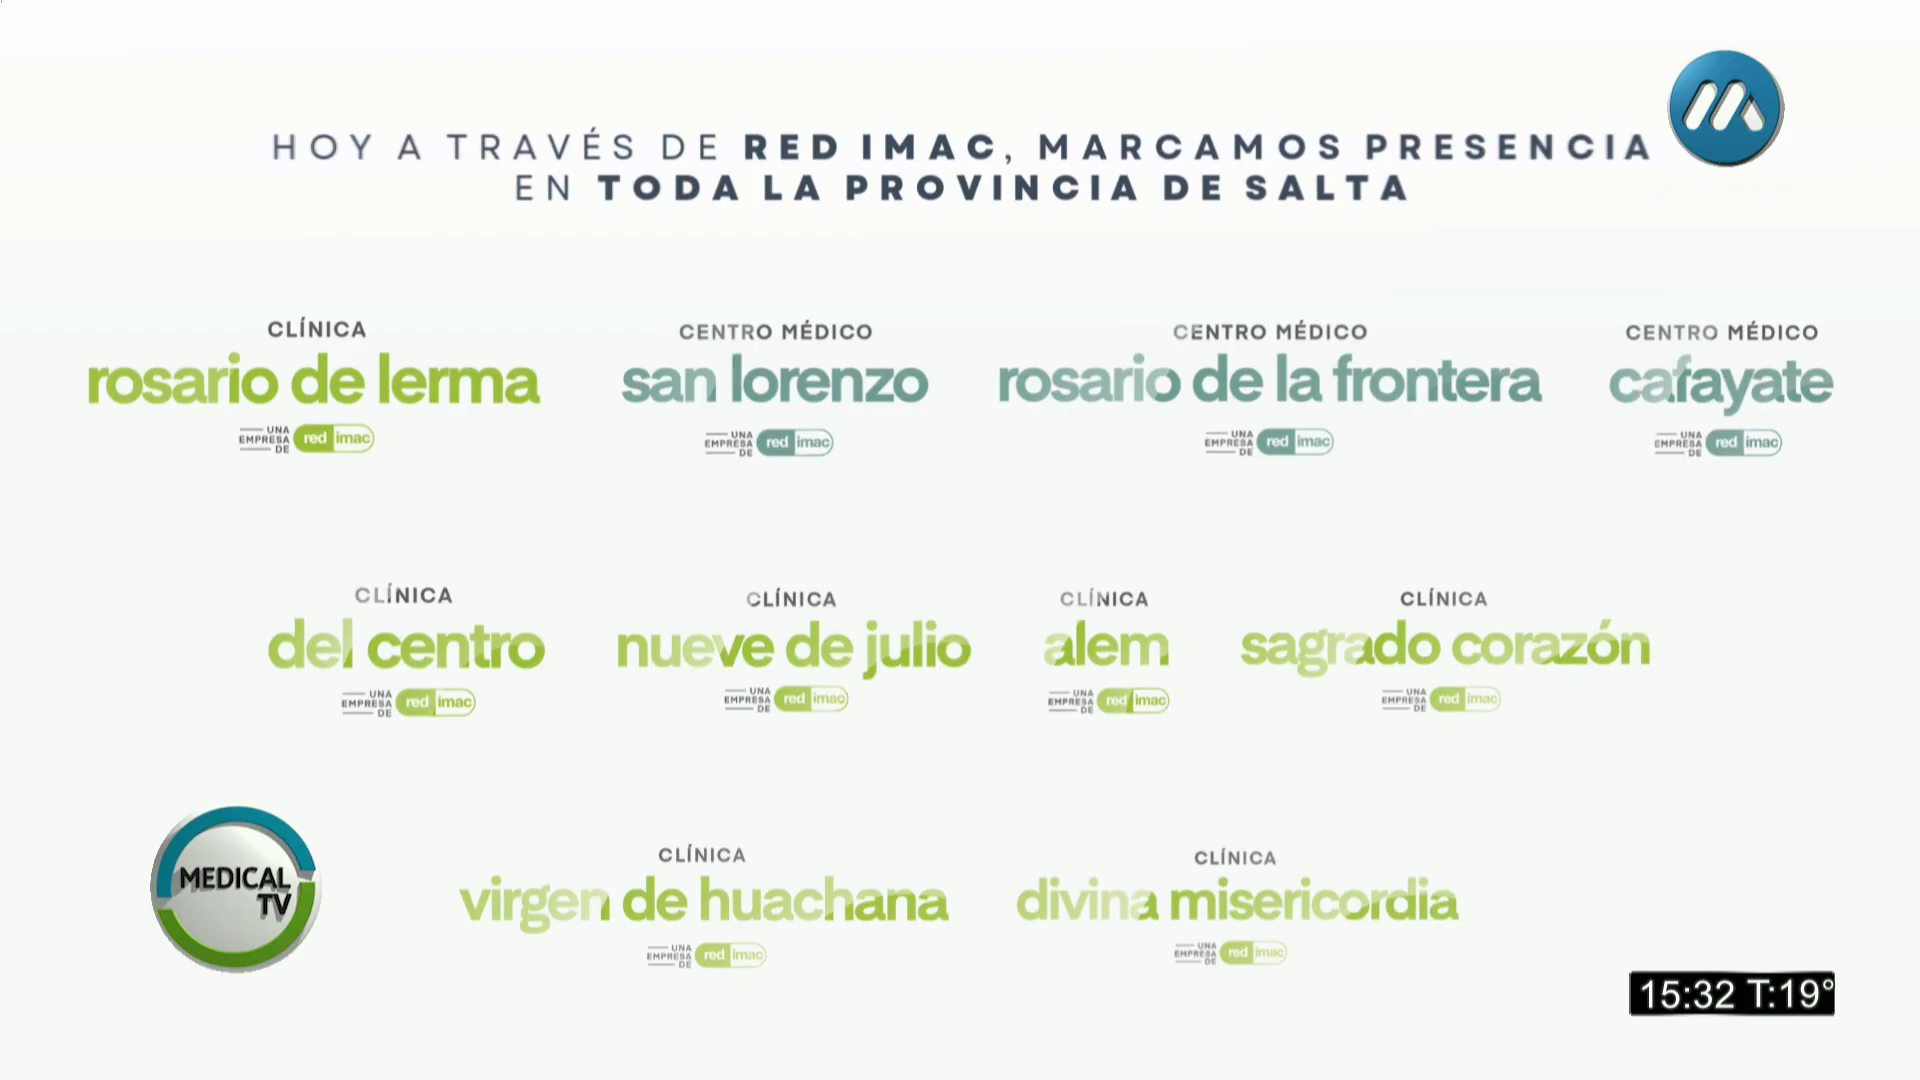 HOY A TRAVÉS DE RED IMAC, MARCAMOS PRESENCIA
EN TODA LA PROVINCIA DE SALTA
CLÍNICA
rosario de lerma
UNA EMPRESA DE red imac
CENTRO MÉDICO
san lorenzo
UNA EMPRESA DE red imac
CENTRO MÉDICO
rosario de la frontera
UNA EMPRESA DE red imac
CENTRO MÉDICO
cafayate
UNA EMPRESA DE red imac
CLÍNICA
del centro
UNA EMPRESA DE red imac
CLÍNICA
nueve de julio
UNA EMPRESA DE red imac
CLÍNICA
alem
UNA EMPRESA DE red imac
CLÍNICA
sagrado corazón
UNA EMPRESA DE red imac
MEDICAL
TV
CLÍNICA
virgen de huachana
UNA EMPRESA DE red imac
CLÍNICA
divina misericordia
UNA EMPRESA DE red imac
15:32 T:19°